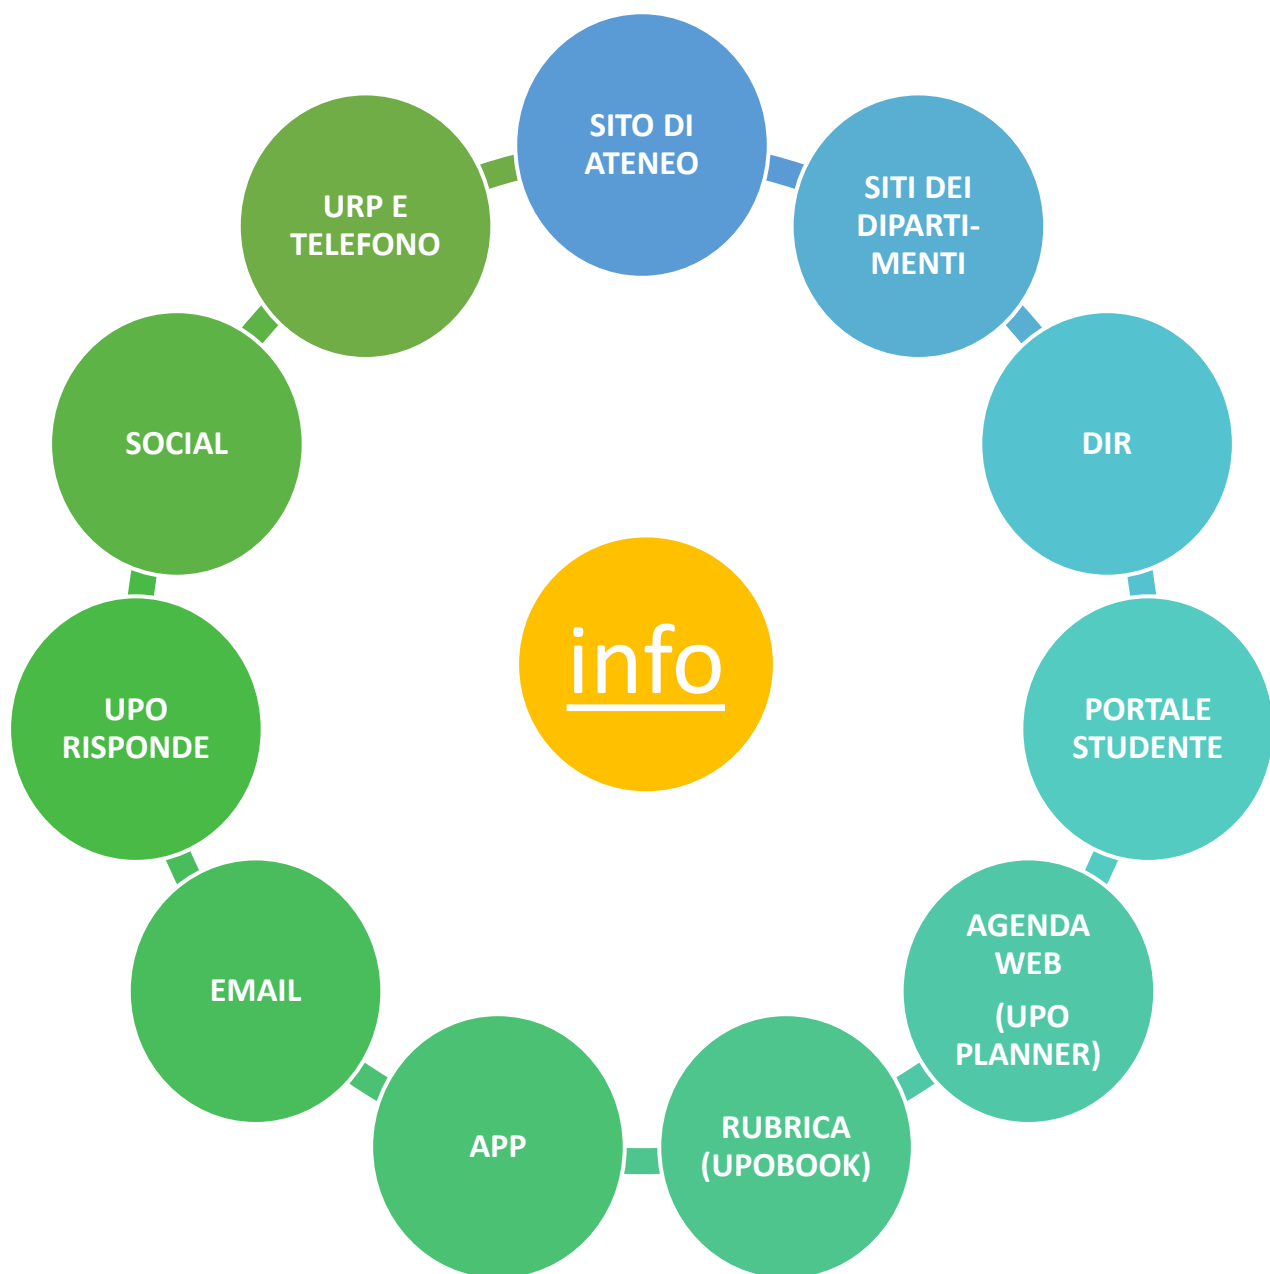 SITO DI
ATENEO
SITI DEI
DIPARTI-
MENTI
DIR
PORTALE
STUDENTE
AGENDA
WEB
(UPO
PLANNER)
RUBRICA
(UPOBOOK)
APP
EMAIL
UPO
RISPONDE
SOCIAL
URP E
TELEFONO
info